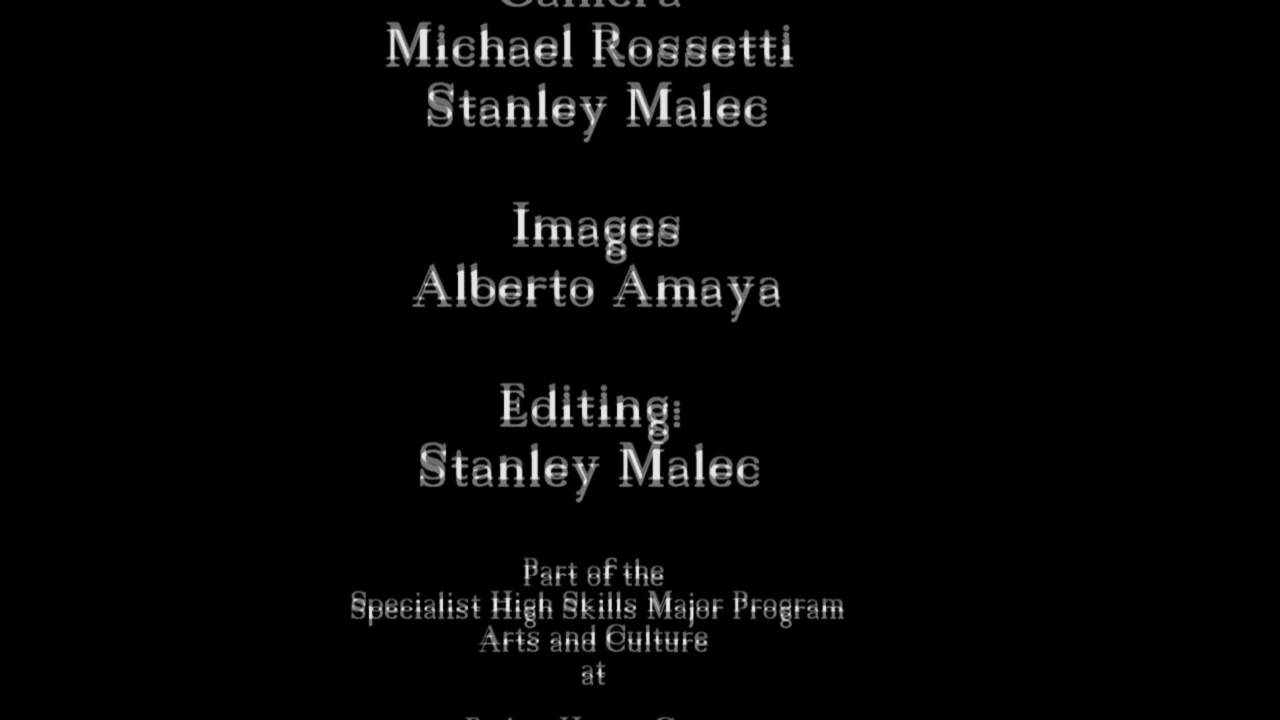 Camera
Michael Rossetti
Stanley Malec
Images
Alberto Amaya
Editing:
Stanley Malec
Part of the
Specialist High Skills Major Program
Arts and Culture
at